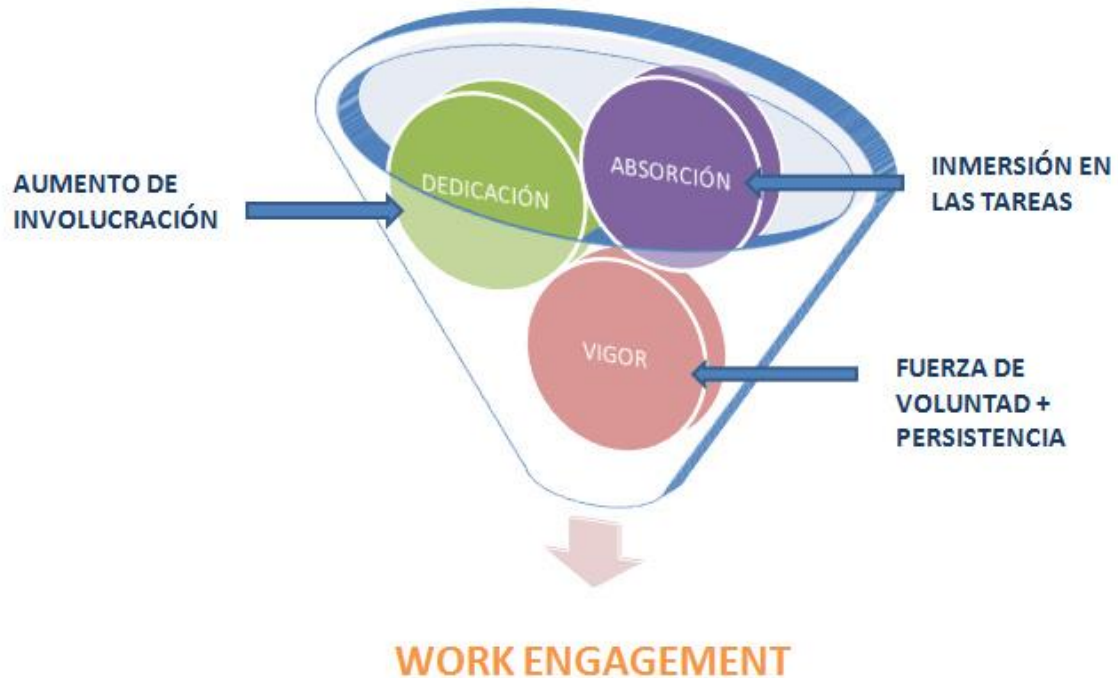 AUMENTO DE
INVOLUCRACIÓN
DEDICACIÓN
ABSORCIÓN
INMERSIÓN EN
LAS TAREAS
VIGOR
FUERZA DE
VOLUNTAD +
PERSISTENCIA
WORK ENGAGEMENT